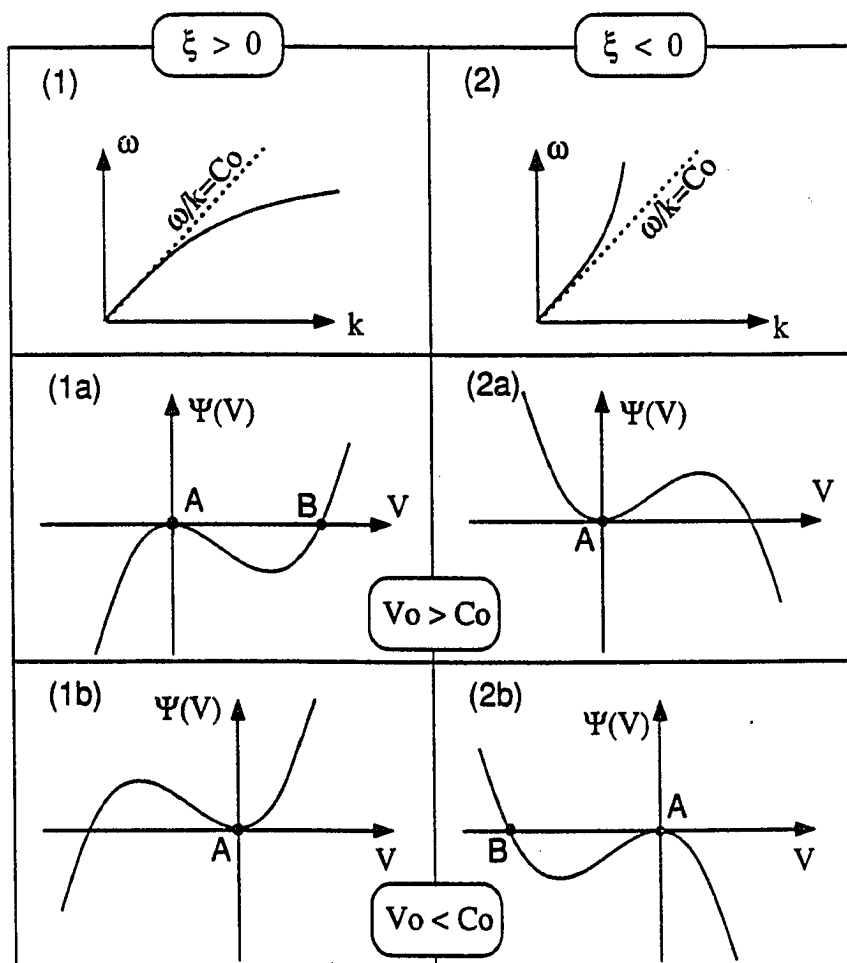 ξ > 0
ξ < 0
(1)
(2)
ω
ω/k=Co
k
ω
ω/k=Co
k
(1a)
Ψ(V)
A
B
V
(2a)
Ψ(V)
V
A
Vo > Co
(1b)
Ψ(V)
A
V
(2b)
Ψ(V)
A
B
V
Vo < Co